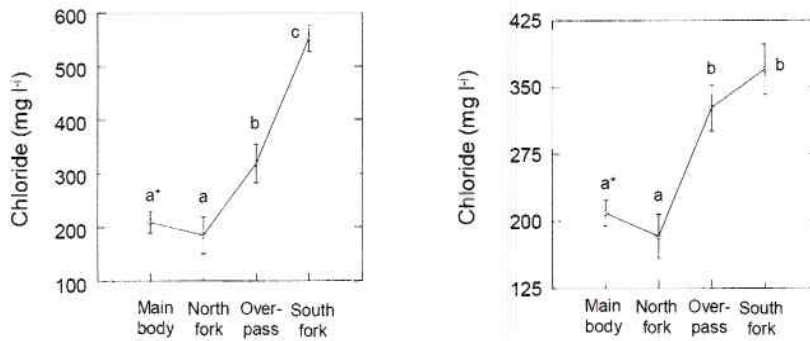 Chloride (mg l⁻¹)
600
500
400
300
200
100
a*
a
b
c
Main body
North fork
Over-pass
South fork
Chloride (mg l⁻¹)
425
350
275
200
125
a*
a
b
b
Main body
North fork
Over-pass
South fork